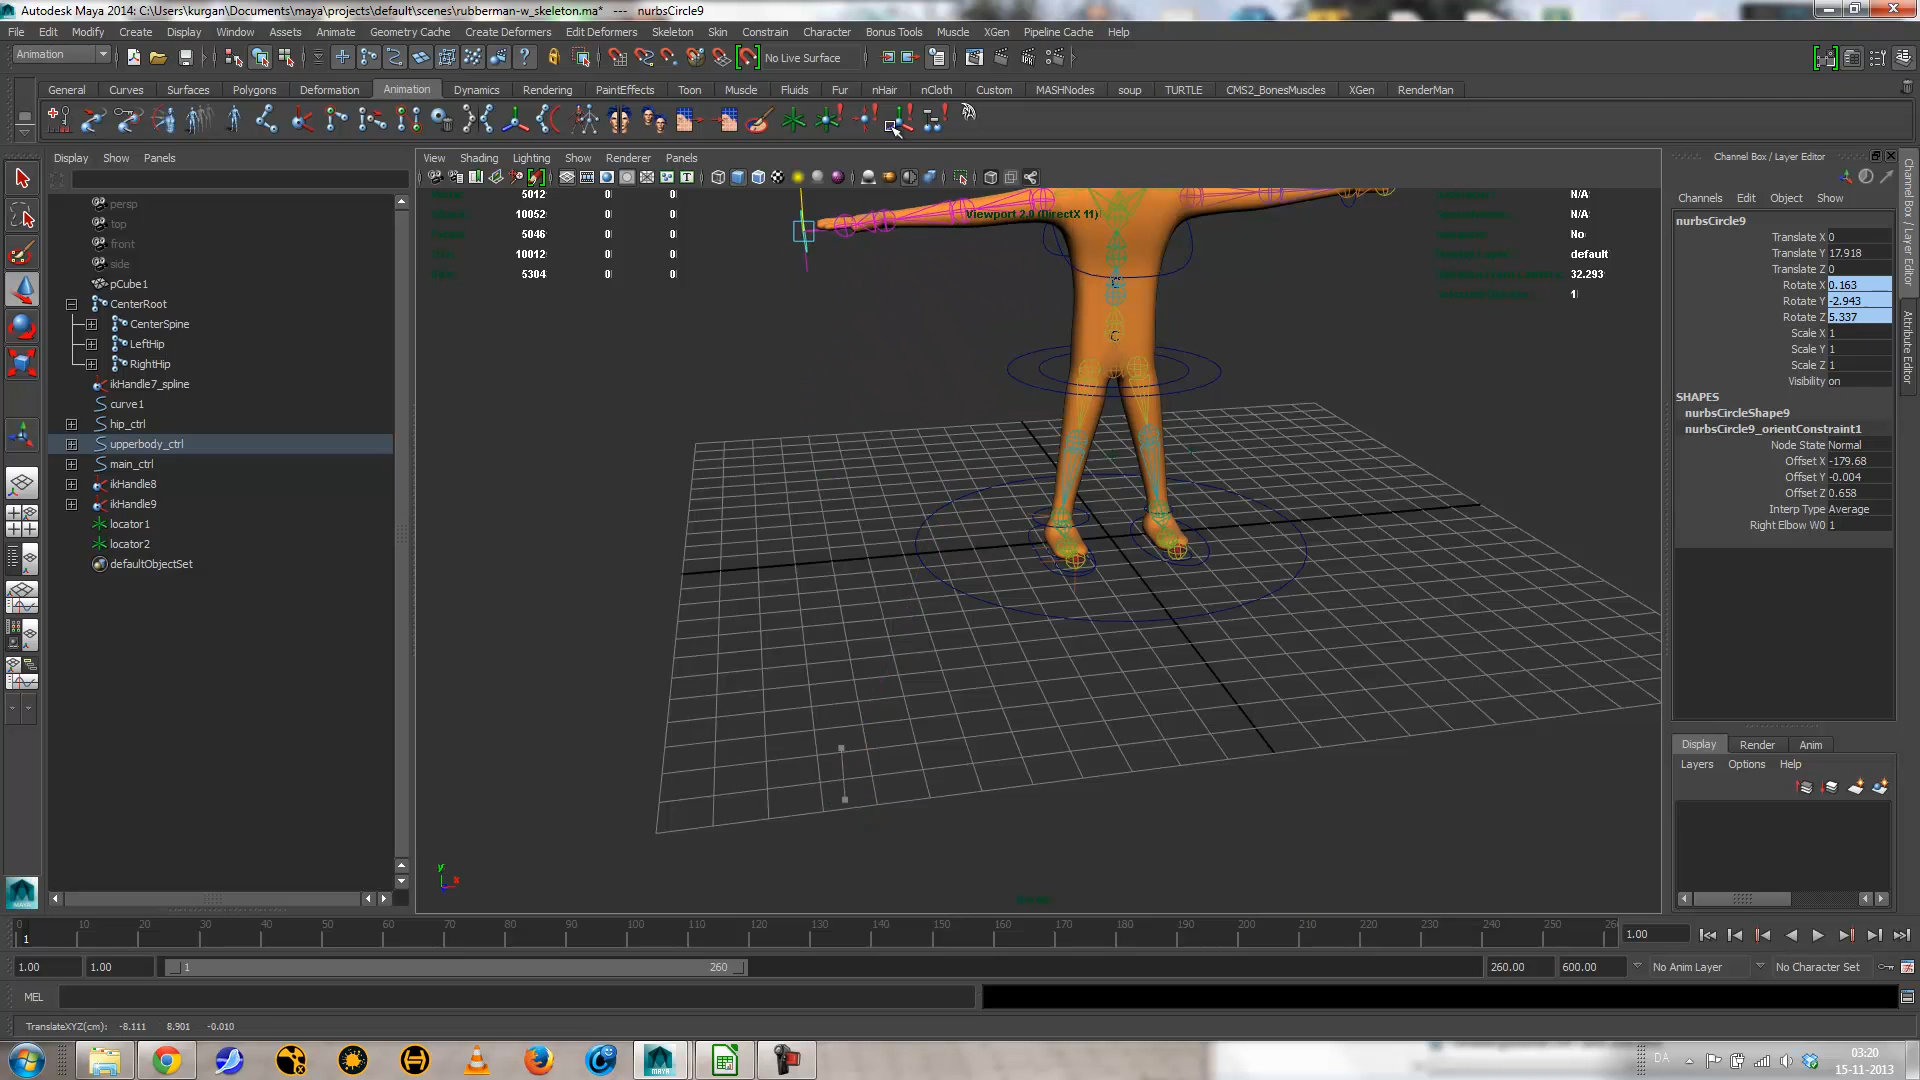 Autodesk Maya 2014: C:\Users\kurgan\Documents\maya\projects\default\scenes\rubberman-w_skeleton.ma* --- nurbsCircle9
File Edit Modify Create Display Window Assets Animate Geometry Cache Create Deformers Edit Deformers Skeleton Skin Constrain Character Bonus Tools Muscle XGen Pipeline Cache Help
Animation No Live Surface
General Curves Surfaces Polygons Deformation Animation Dynamics Rendering PaintEffects Toon Muscle Fluids Fur nHair nCloth Custom MASHNodes soup TURTLE CMS2_BonesMuscles XGen RenderMan
Display Show Panels
View Shading Lighting Show Renderer Panels
persp
top
front
side
pCube1
CenterRoot
CenterSpine
LeftHip
RightHip
ikHandle7_spline
curve1
hip_ctrl
upperbody_ctrl
main_ctrl
ikHandle8
ikHandle9
locator1
locator2
defaultObjectSet
5012 0 0
10052 0 0
5046 0 0
10012 0 0
5304 0 0
Viewport 2.0 (DirectX 11)
N/A
N/A
No
default
32.293
1
y
x
Channel Box / Layer Editor
Channels Edit Object Show
nurbsCircle9
Translate X 0
Translate Y 17.918
Translate Z 0
Rotate X 0.163
Rotate Y -2.943
Rotate Z 5.337
Scale X 1
Scale Y 1
Scale Z 1
Visibility on
SHAPES
nurbsCircleShape9
nurbsCircle9_orientConstraint1
Node State Normal
Offset X -179.68
Offset Y -0.004
Offset Z 0.658
Interp Type Average
Right Elbow W0 1
Channel Box / Layer Editor
Attribute Editor
Display Render Anim
Layers Options Help
0 10 20 30 40 50 60 70 80 90 100 110 120 130 140 150 160 170 180 190 200 210 220 230 240 250 26
1
1.00
1.00 1.00 1 260 260.00 600.00 No Anim Layer No Character Set
MEL
TranslateXYZ(cm): -8.111 8.901 -0.010
MAYA
DA
03:20
15-11-2013